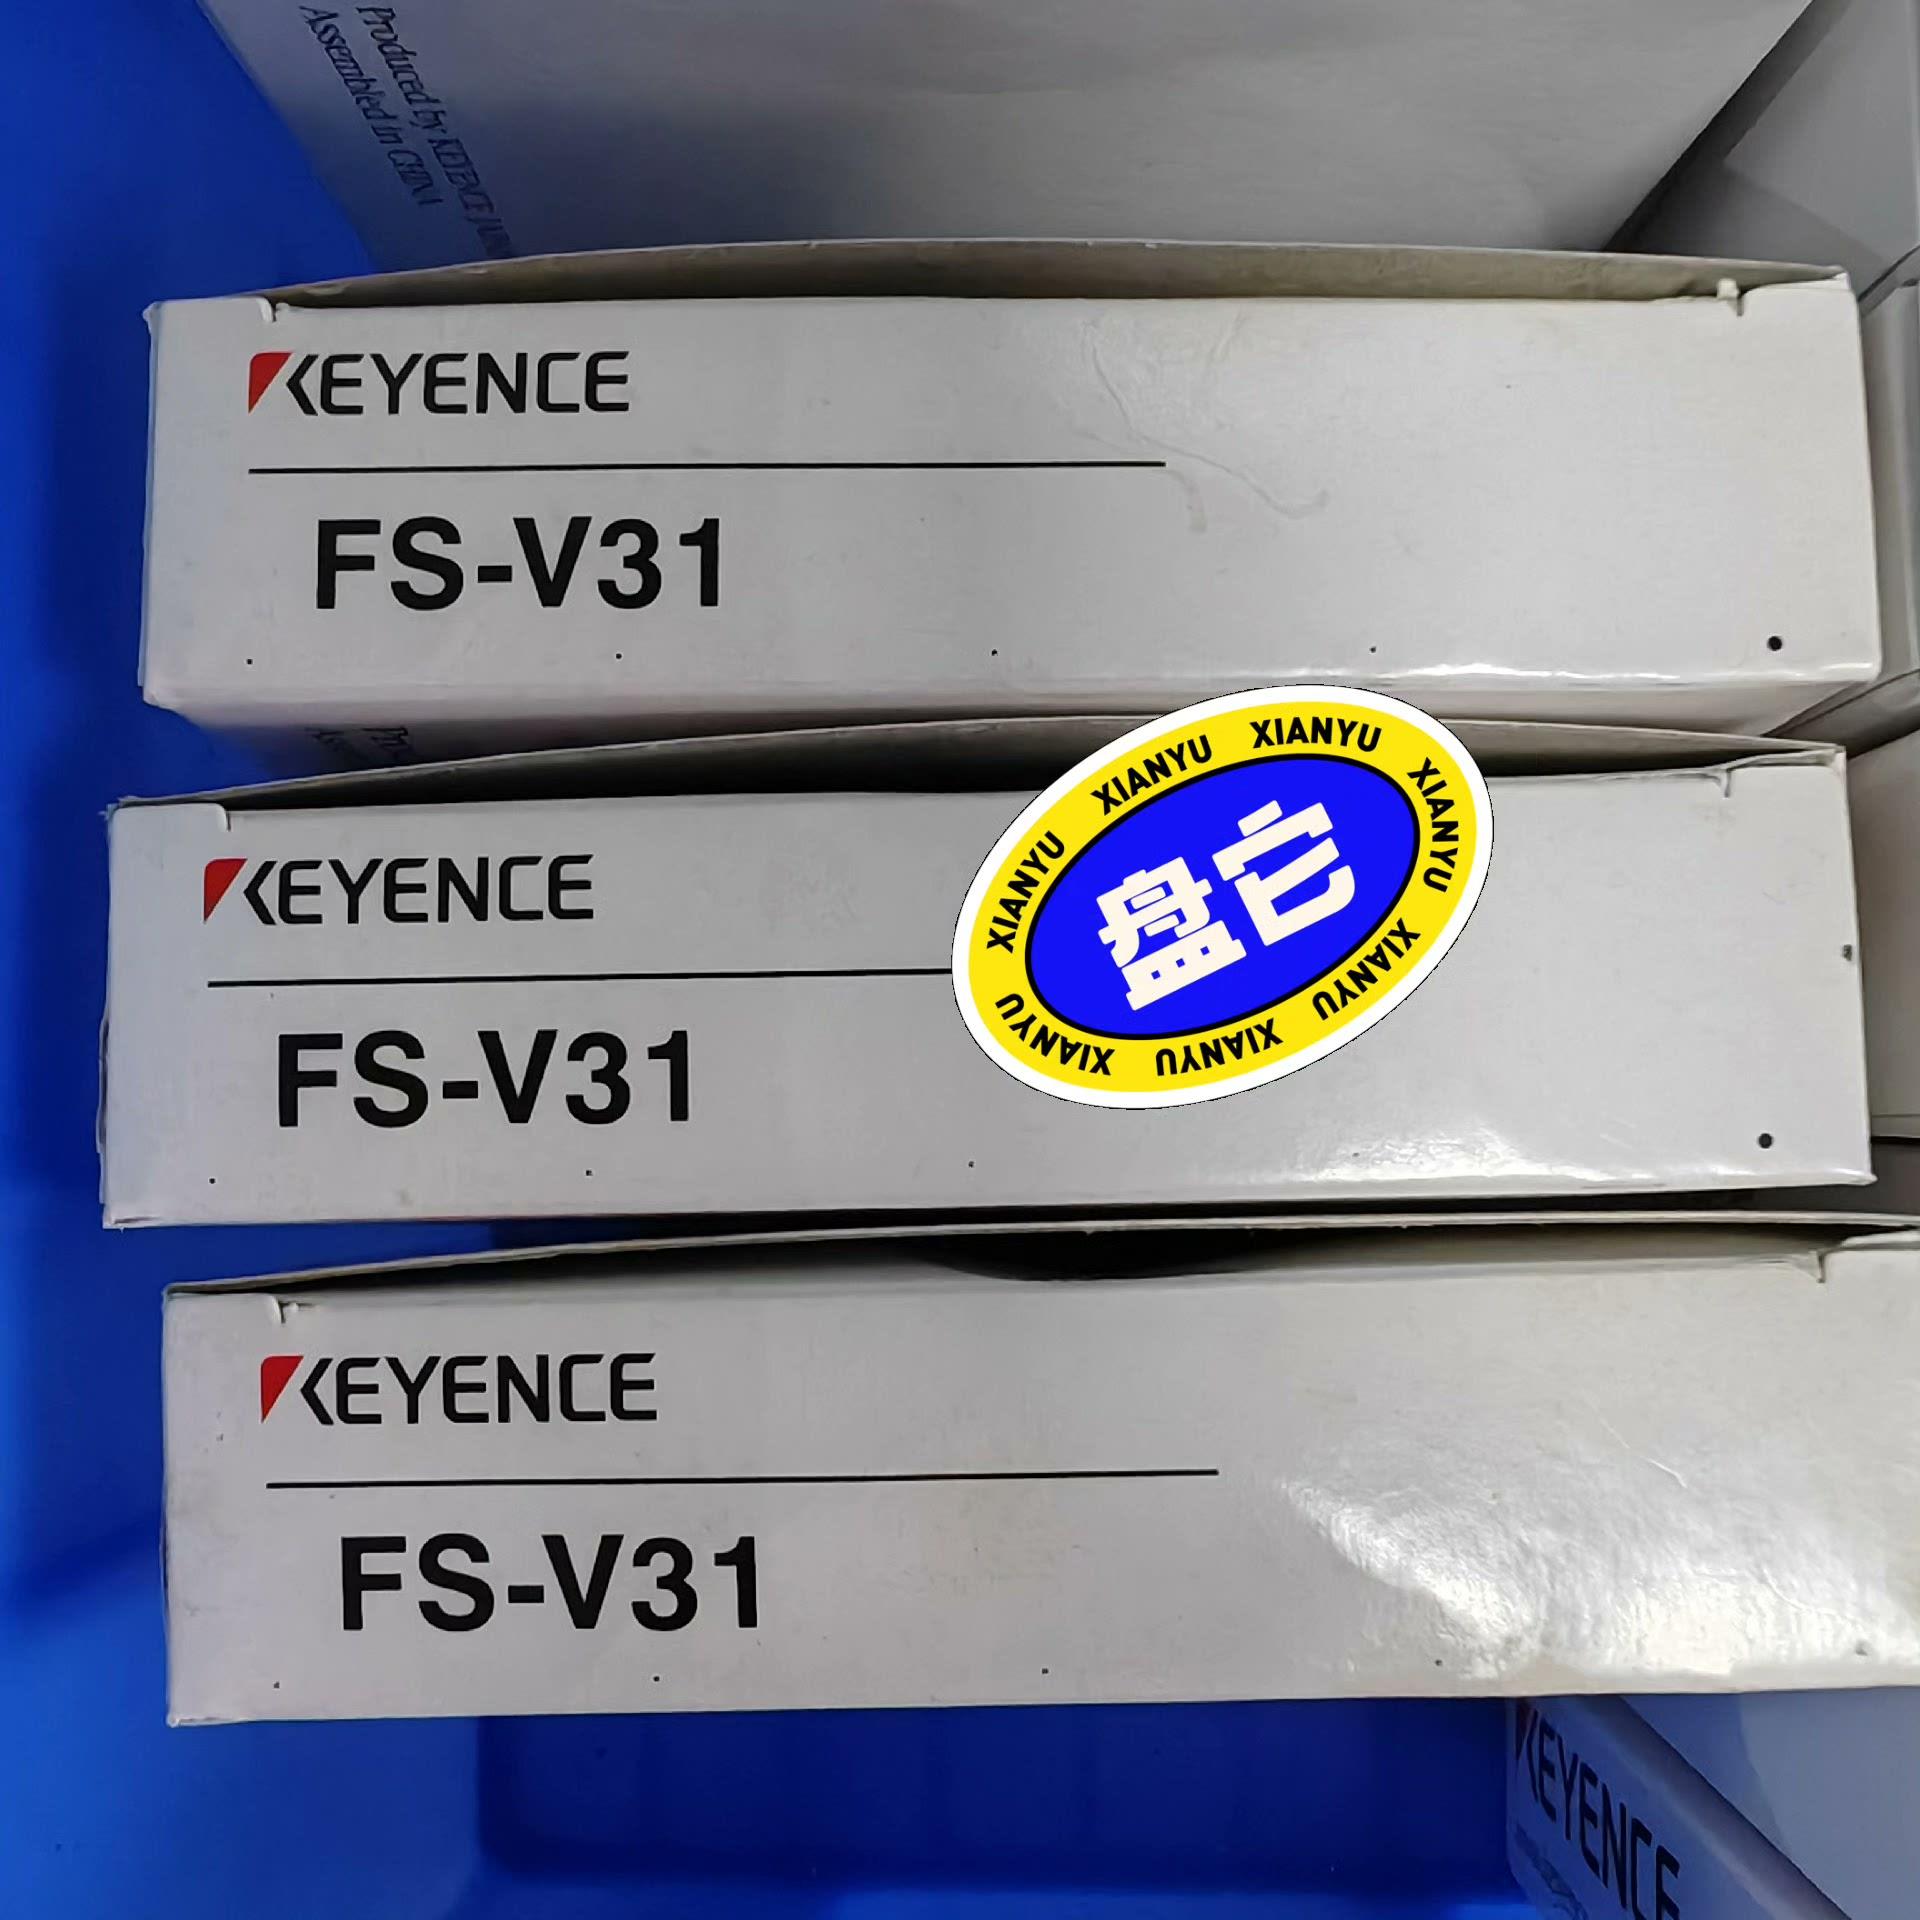 Produced by KEYENCE
Assembled in CHINA
KEYENCE
FS-V31
KEYENCE
FS-V31
XIANYU XIANYU XIANYU XIANYU XIANYU XIANYU XIANYU XIANYU
盘它
KEYENCE
FS-V31
KEYENCE